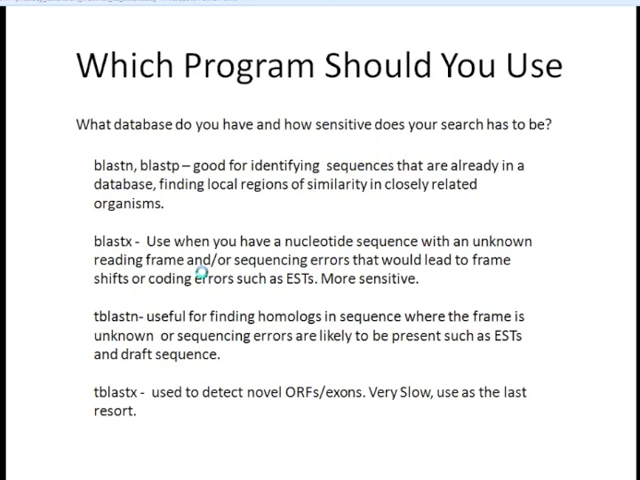 Which Program Should You Use
What database do you have and how sensitive does your search has to be?
blastn, blastp – good for identifying sequences that are already in a
database, finding local regions of similarity in closely related
organisms.
blastx - Use when you have a nucleotide sequence with an unknown
reading frame and/or sequencing errors that would lead to frame
shifts or coding errors such as ESTs. More sensitive.
tblastn- useful for finding homologs in sequence where the frame is
unknown or sequencing errors are likely to be present such as ESTs
and draft sequence.
tblastx - used to detect novel ORFs/exons. Very Slow, use as the last
resort.